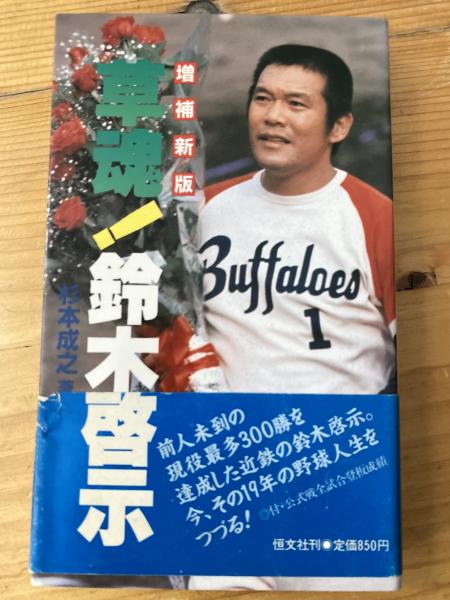 増補新版
草魂!
鈴木啓示
杉本成之 著
Buffaloes
1
前人未到の
現役最多300勝を
達成した近鉄の鈴木啓示。
今、その19年の野球人生を
つづる!
◎付・公式戦全試合登板成績
恒文社刊●定価850円